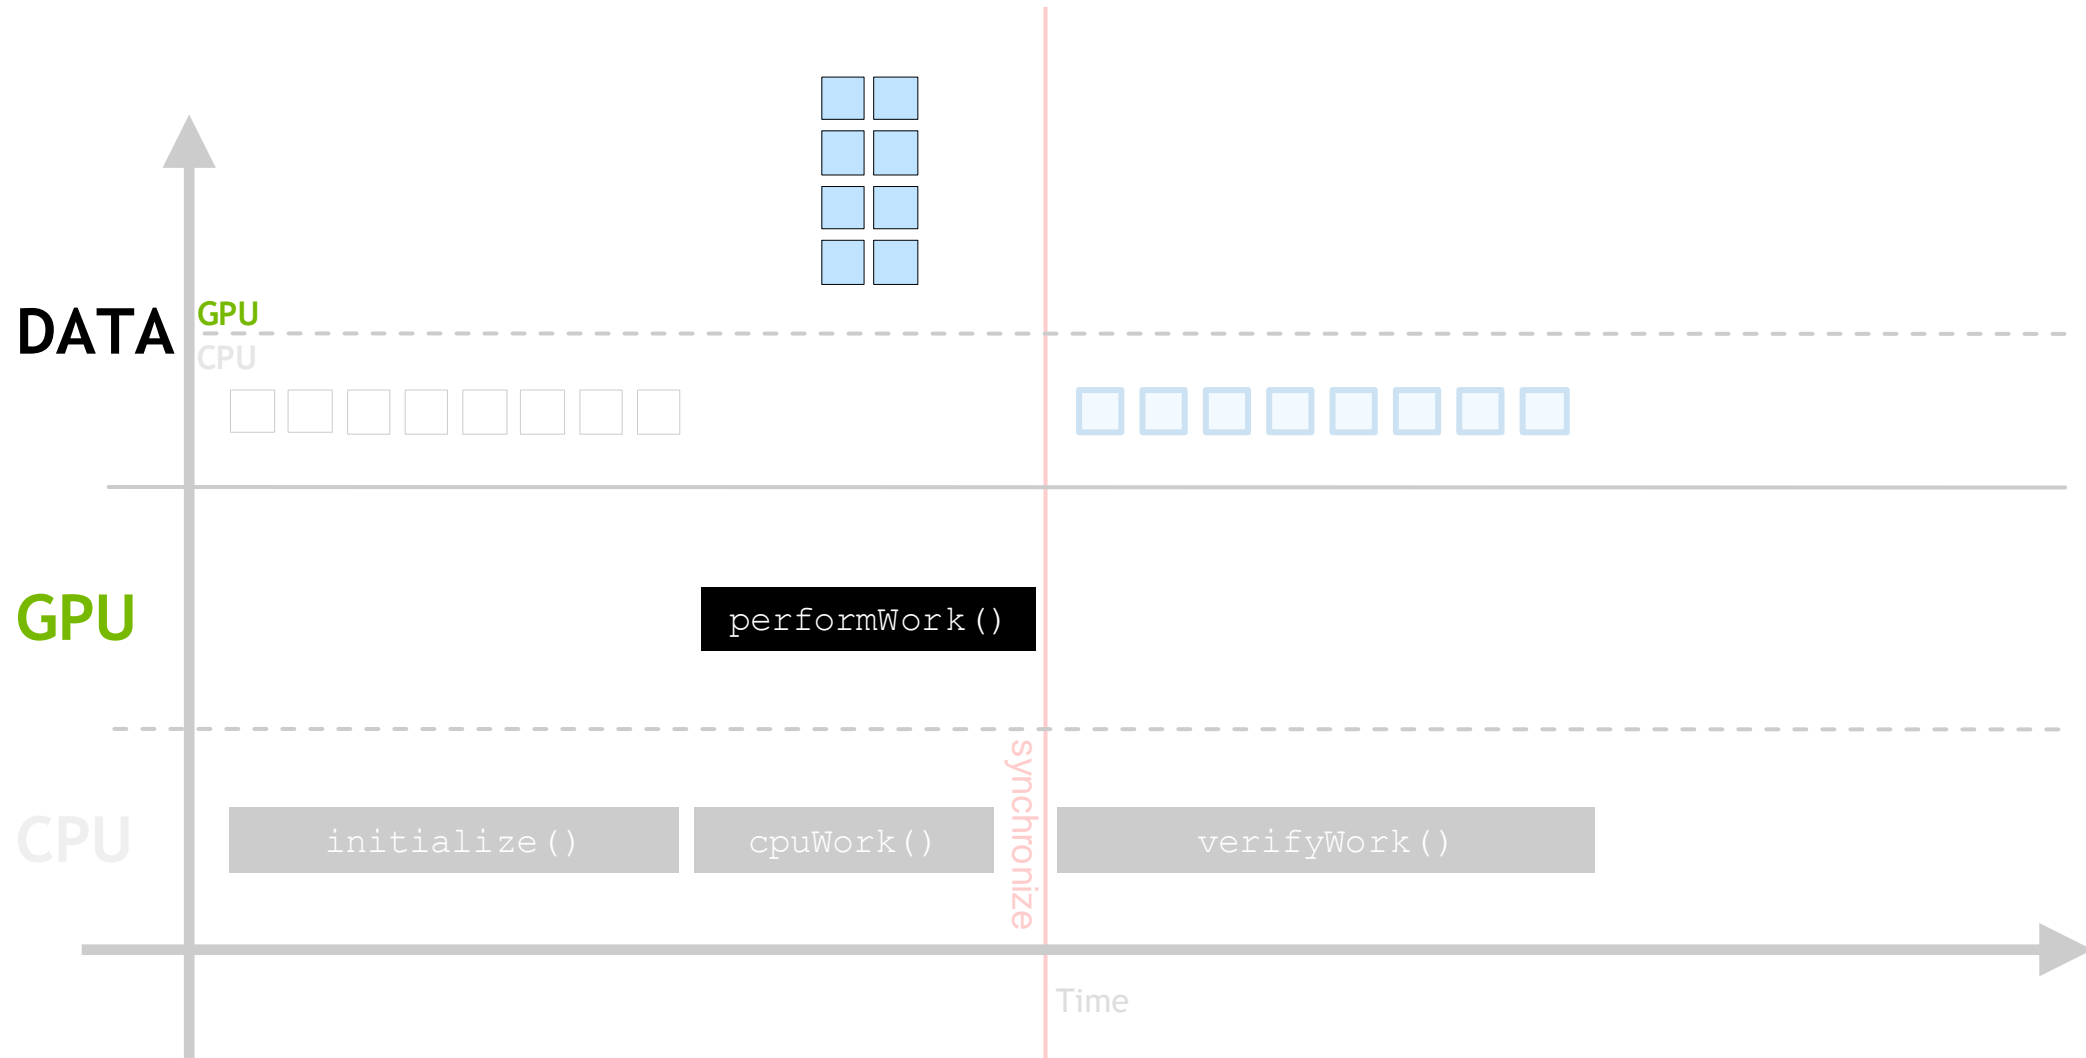 DATA
GPU
CPU
GPU
performWork()
CPU
initialize()
cpuWork()
synchronize
verifyWork()
Time